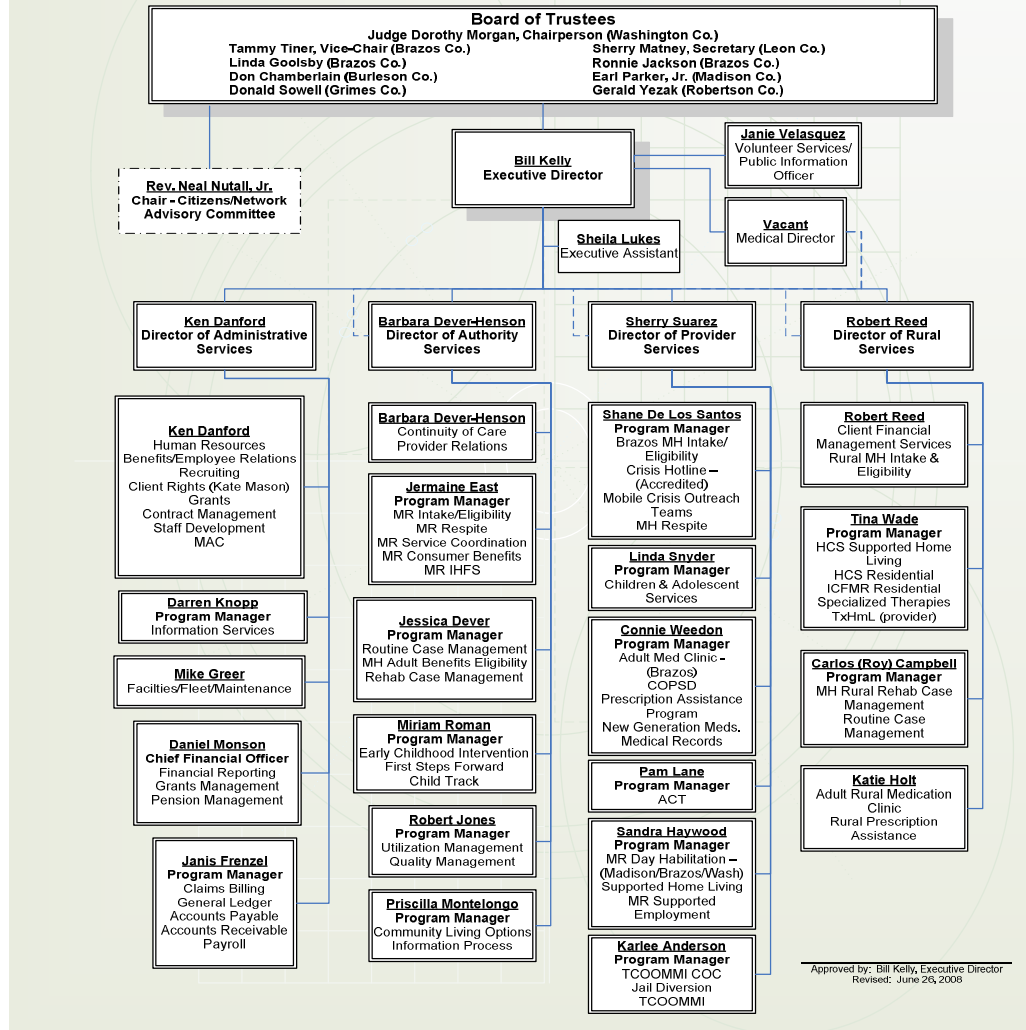 Board of Trustees
Judge Dorothy Morgan, Chairperson (Washington Co.)
Tammy Tiner, Vice-Chair (Brazos Co.)
Linda Goolsby (Brazos Co.)
Don Chamberlain (Burleson Co.)
Donald Sowell (Grimes Co.)
Sherry Matney, Secretary (Leon Co.)
Ronnie Jackson (Brazos Co.)
Earl Parker, Jr. (Madison Co.)
Gerald Yezak (Robertson Co.)
Rev. Neal Nutall, Jr.
Chair - Citizens/Network
Advisory Committee
Bill Kelly
Executive Director
Janie Velasquez
Volunteer Services/
Public Information
Officer
Vacant
Medical Director
Sheila Lukes
Executive Assistant
Ken Danford
Director of Administrative
Services
Ken Danford
Human Resources
Benefits/Employee Relations
Recruiting
Client Rights (Kate Mason)
Grants
Contract Management
Staff Development
MAC
Darren Knopp
Program Manager
Information Services
Mike Greer
Facilties/Fleet/Maintenance
Daniel Monson
Chief Financial Officer
Financial Reporting
Grants Management
Pension Management
Janis Frenzel
Program Manager
Claims Billing
General Ledger
Accounts Payable
Accounts Receivable
Payroll
Barbara Dever-Henson
Director of Authority
Services
Barbara Dever-Henson
Continuity of Care
Provider Relations
Jermaine East
Program Manager
MR Intake/Eligibility
MR Respite
MR Service Coordination
MR Consumer Benefits
MR IHFS
Jessica Dever
Program Manager
Routine Case Management
MH Adult Benefits Eligibility
Rehab Case Management
Miriam Roman
Program Manager
Early Childhood Intervention
First Steps Forward
Child Track
Robert Jones
Program Manager
Utilization Management
Quality Management
Priscilla Montelongo
Program Manager
Community Living Options
Information Process
Sherry Suarez
Director of Provider
Services
Shane De Los Santos
Program Manager
Brazos MH Intake/
Eligibility
Crisis Hotline –
(Accredited)
Mobile Crisis Outreach
Teams
MH Respite
Linda Snyder
Program Manager
Children & Adolescent
Services
Connie Weedon
Program Manager
Adult Med Clinic -
(Brazos)
COPSD
Prescription Assistance
Program
New Generation Meds.
Medical Records
Pam Lane
Program Manager
ACT
Sandra Haywood
Program Manager
MR Day Habilitation –
(Madison/Brazos/Wash)
Supported Home Living
MR Supported
Employment
Karlee Anderson
Program Manager
TCOOMMI COC
Jail Diversion
TCOOMMI
Robert Reed
Director of Rural
Services
Robert Reed
Client Financial
Management Services
Rural MH Intake &
Eligibility
Tina Wade
Program Manager
HCS Supported Home
Living
HCS Residential
ICFMR Residential
Specialized Therapies
TxHmL (provider)
Carlos (Roy) Campbell
Program Manager
MH Rural Rehab Case
Management
Routine Case
Management
Katie Holt
Adult Rural Medication
Clinic
Rural Prescription
Assistance
Approved by: Bill Kelly, Executive Director
Revised: June 26, 2008